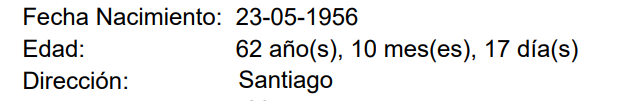 Fecha Nacimiento: 23-05-1956
Edad: 62 año(s), 10 mes(es), 17 día(s)
Dirección: Santiago